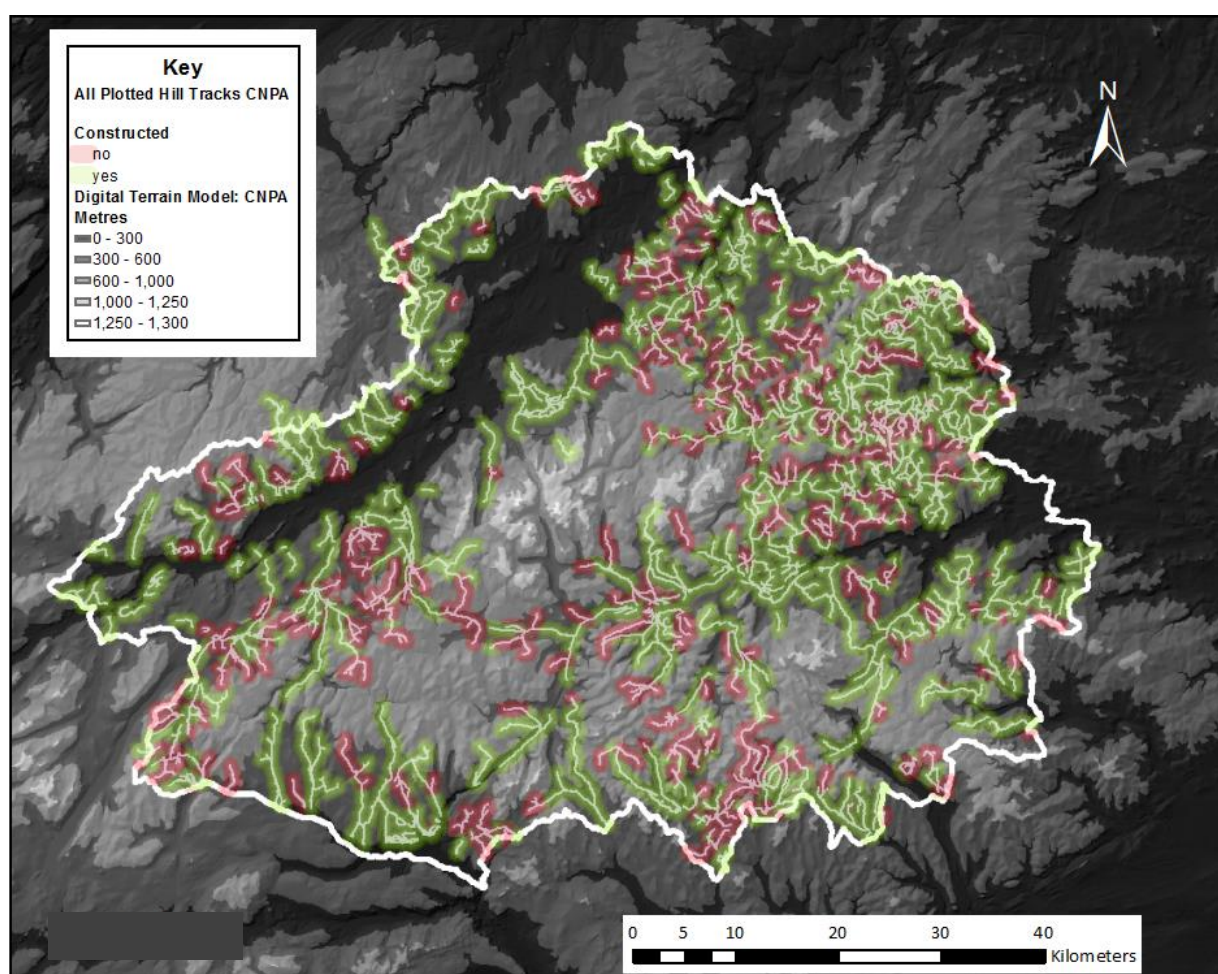 Key
All Plotted Hill Tracks CNPA
Constructed
no
yes
Digital Terrain Model: CNPA
Metres
0 - 300
300 - 600
600 - 1,000
1,000 - 1,250
1,250 - 1,300
N
0 5 10 20 30 40
Kilometers